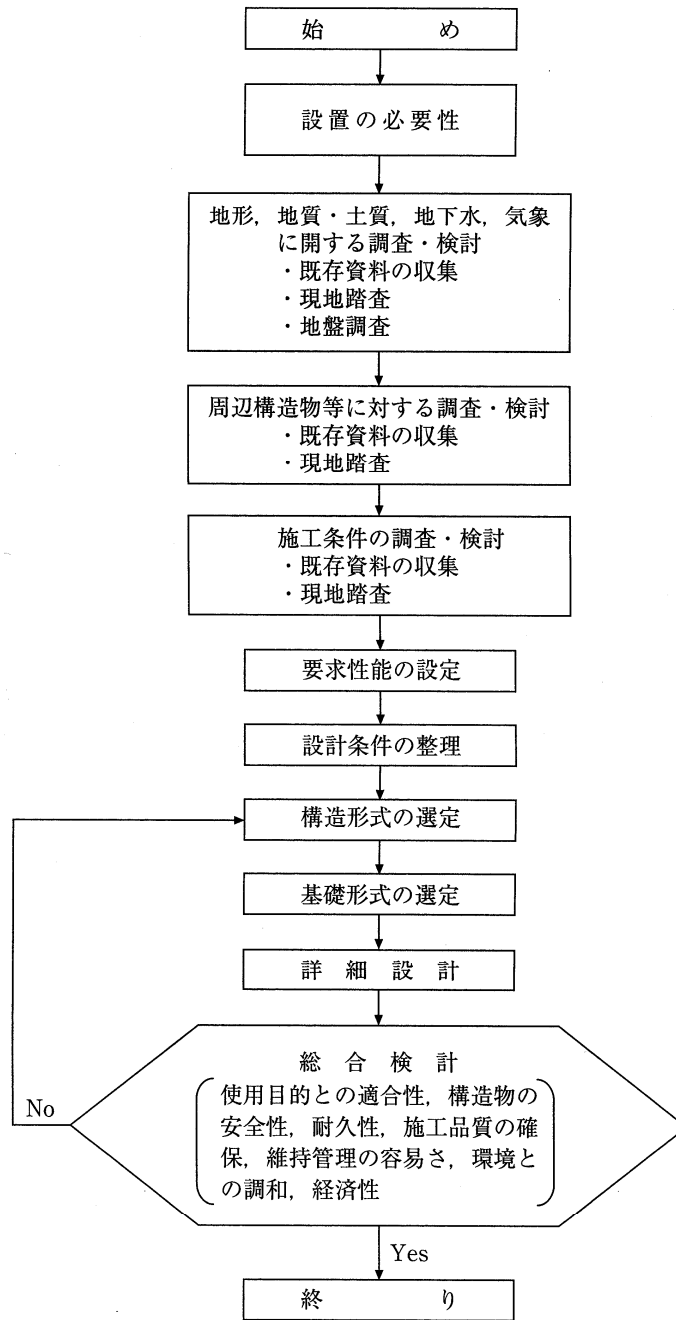 始め
設置の必要性
地形，地質・土質，地下水，気象
に開する調査・検討
・既存資料の収集
・現地踏査
・地盤調査
周辺構造物等に対する調査・検討
・既存資料の収集
・現地踏査
施工条件の調査・検討
・既存資料の収集
・現地踏査
要求性能の設定
設計条件の整理
構造形式の選定
基礎形式の選定
詳細設計
総合検計
使用目的との適合性，構造物の
安全性，耐久性，施工品質の確
保，維持管理の容易さ，環境と
の調和，経済性
No
Yes
終り